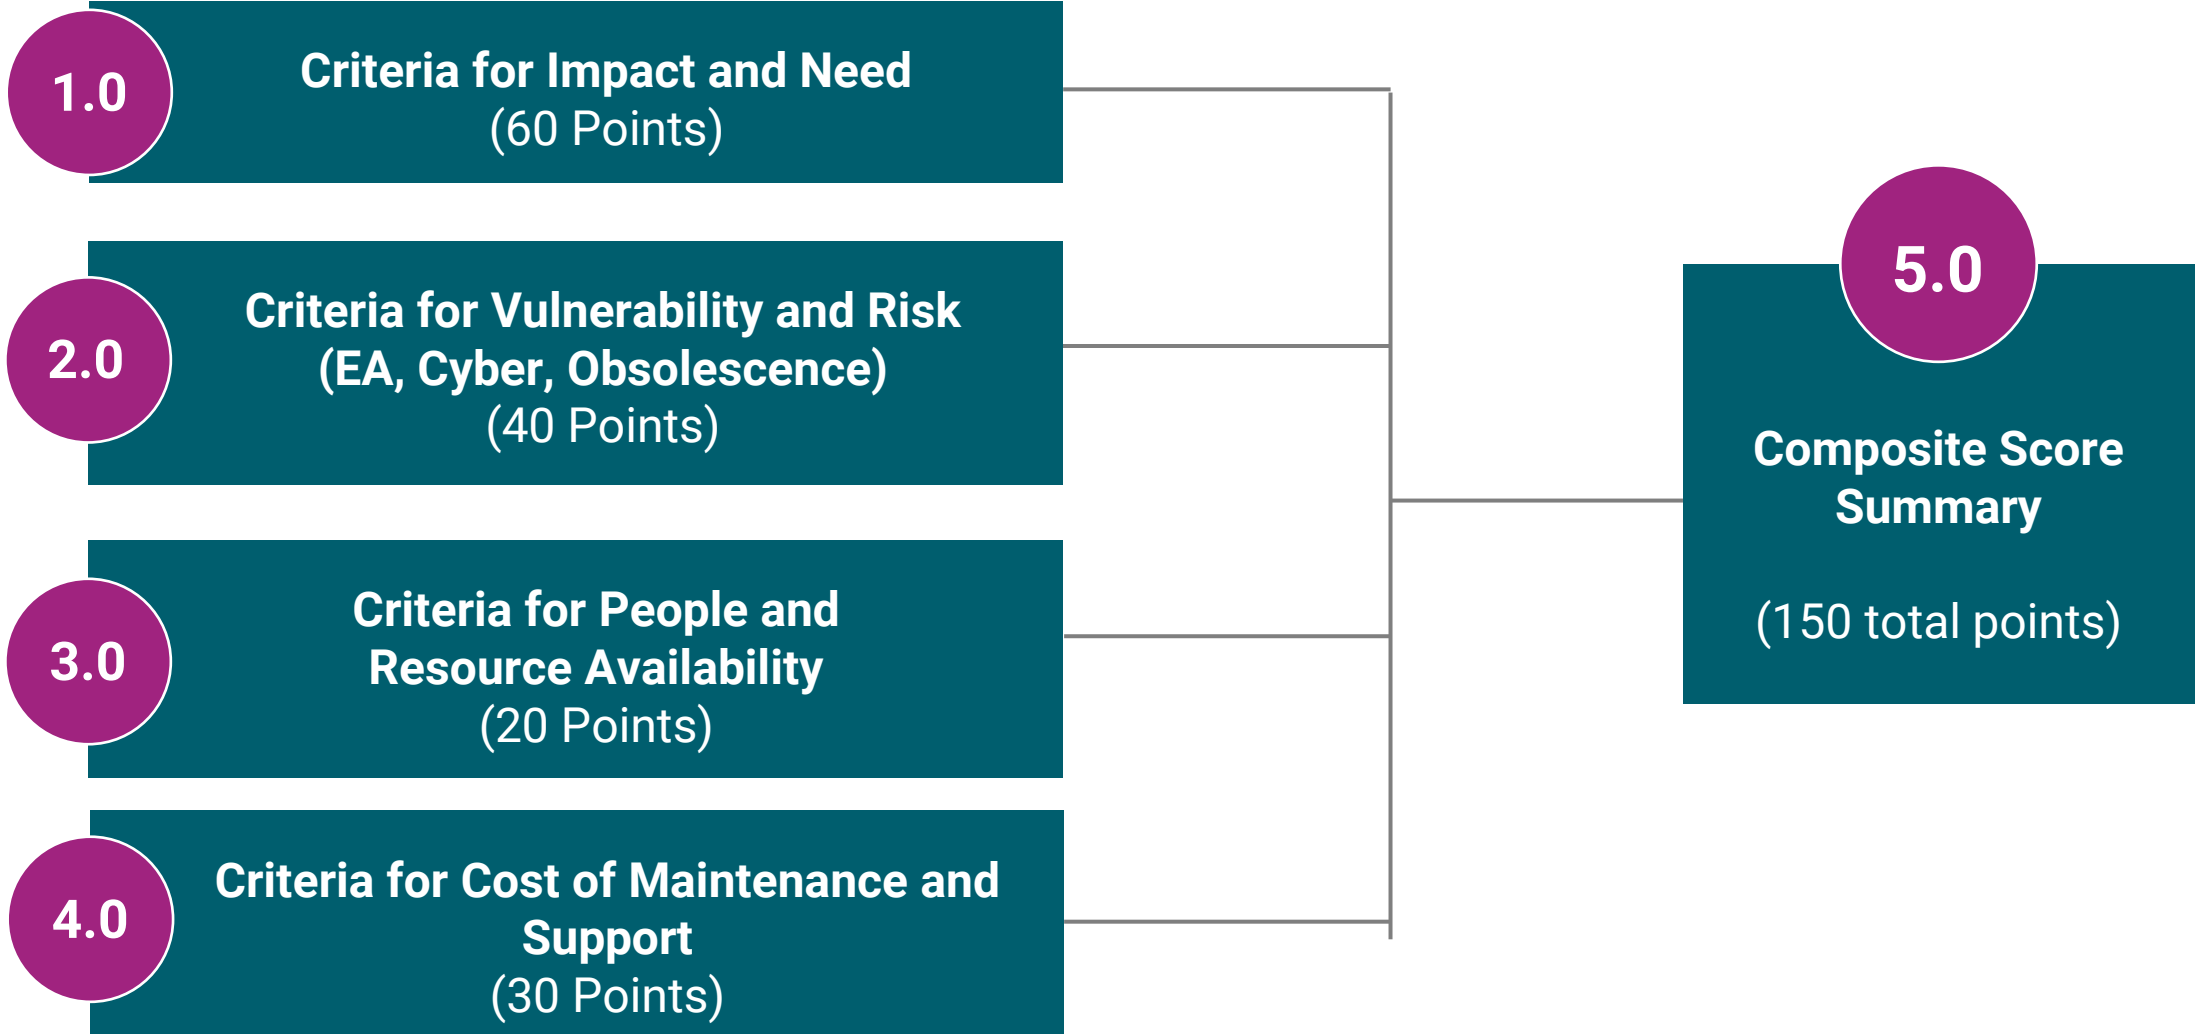 1.0
Criteria for Impact and Need
(60 Points)
2.0
Criteria for Vulnerability and Risk
(EA, Cyber, Obsolescence)
(40 Points)
3.0
Criteria for People and
Resource Availability
(20 Points)
4.0
Criteria for Cost of Maintenance and
Support
(30 Points)
5.0
Composite Score
Summary
(150 total points)